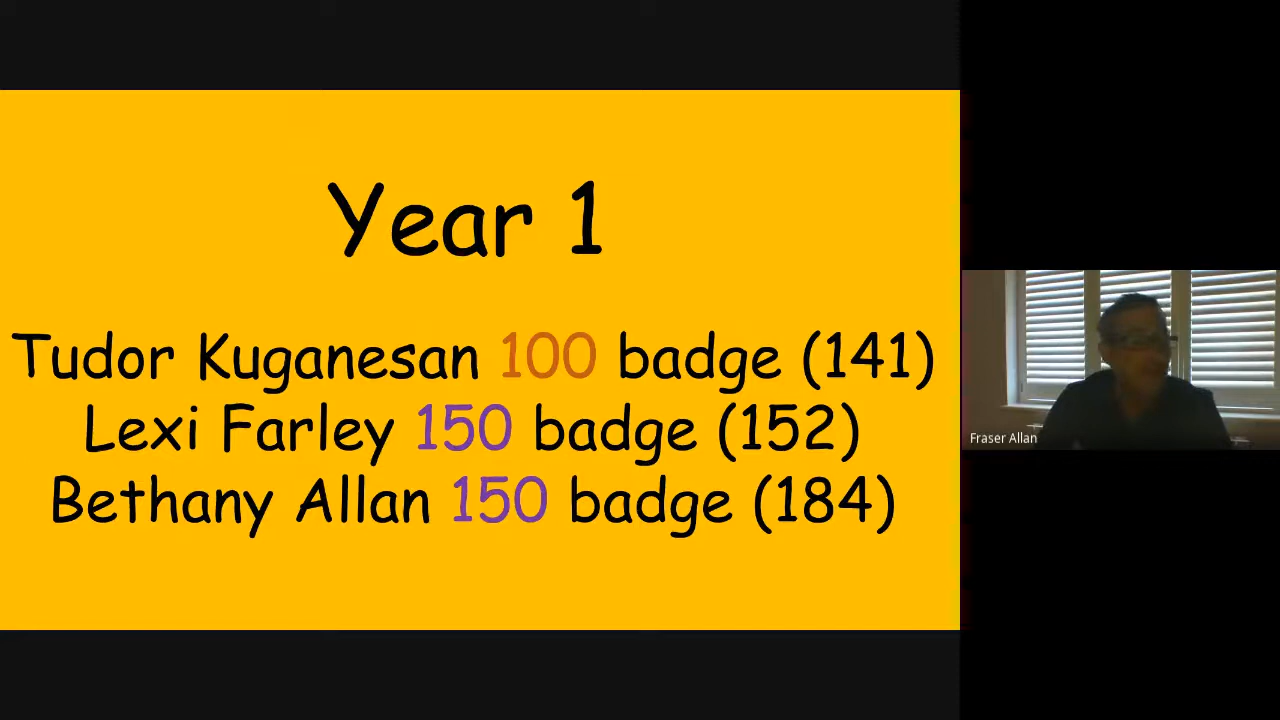 Year 1
Tudor Kuganesan 100 badge (141)
Lexi Farley 150 badge (152)
Bethany Allan 150 badge (184)
Fraser Allan